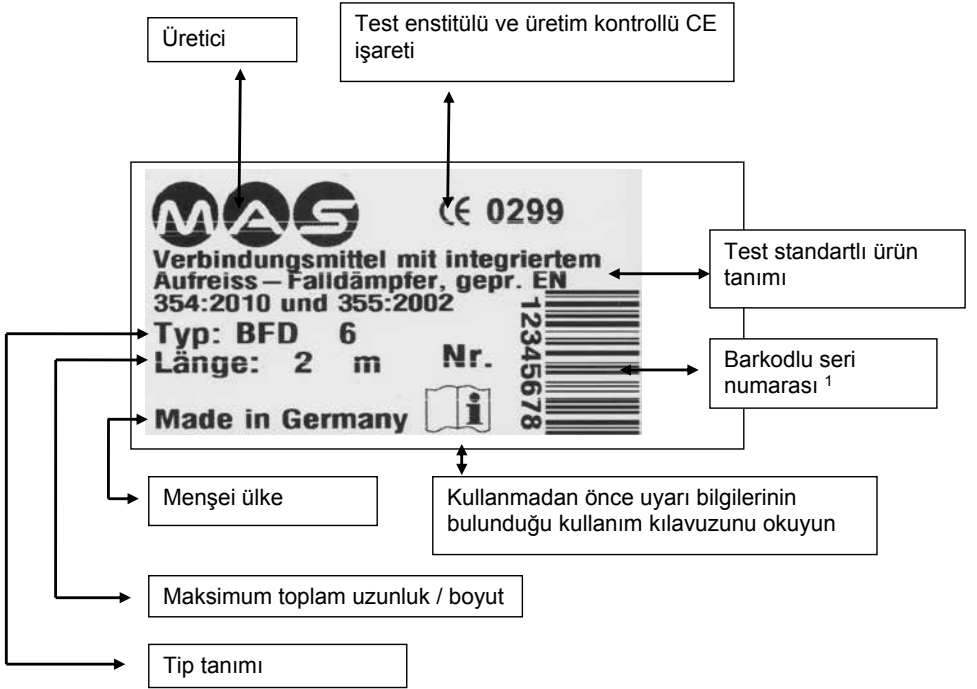 Üretici
Test enstitülü ve üretim kontrollü CE
işareti
MAS
CE 0299
Verbindungsmittel mit integriertem
Aufreiss – Falldämpfer, gepr. EN
354:2010 und 355:2002
Typ: BFD 6
Länge: 2 m
Nr.
12345678
Made in Germany
i
Test standartlı ürün
tanımı
Barkodlu seri
numarası 1
Menşei ülke
Kullanmadan önce uyarı bilgilerinin
bulunduğu kullanım kılavuzunu okuyun
Maksimum toplam uzunluk / boyut
Tip tanımı